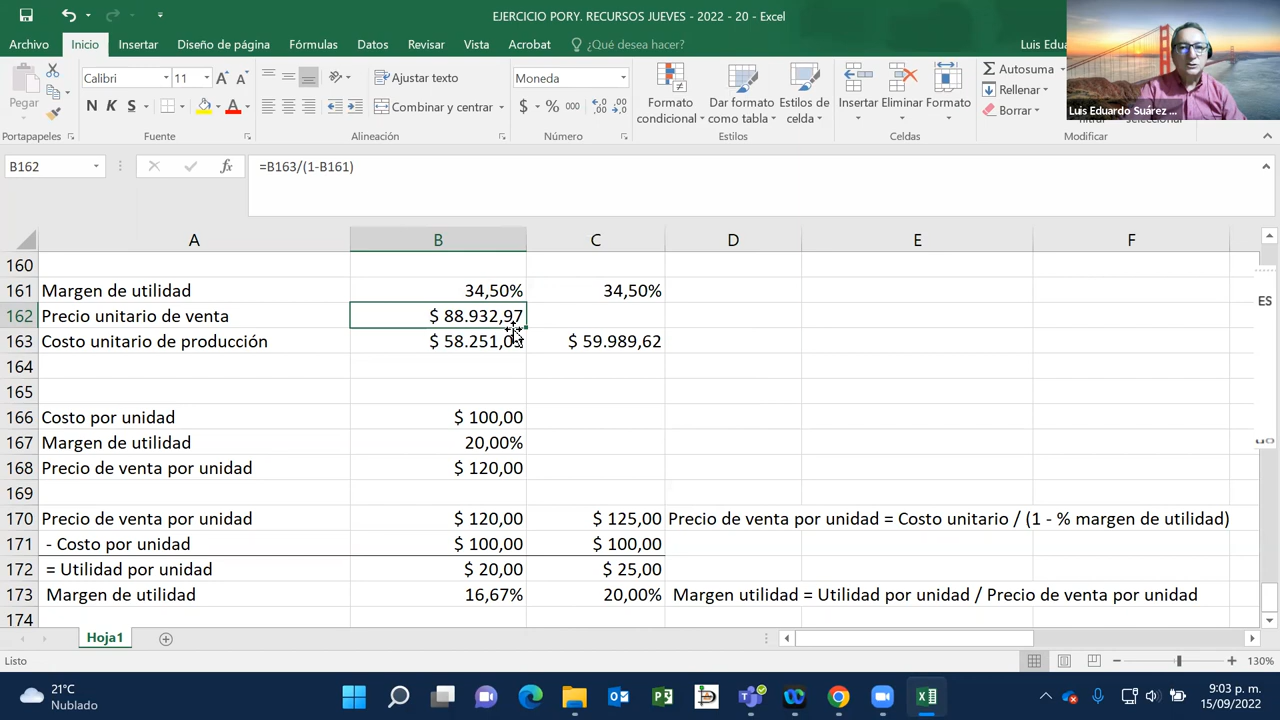 EJERCICIO PORY. RECURSOS JUEVES - 2022 - 20 - Excel
Archivo Inicio Insertar Diseño de página Fórmulas Datos Revisar Vista Acrobat ¿Qué desea hacer? Luis Edua
Pegar
Calibri 11
N K S
Ajustar texto
Combinar y centrar
Moneda
$ % 000
Formato condicional
Dar formato como tabla
Estilos de celda
Insertar Eliminar Formato
Autosuma
Rellenar
Borrar
Luis Eduardo Suárez ...
Portapapeles Fuente Alineación Número Estilos Celdas Modificar
B162 fx =B163/(1-B161)
A B C D E F
160
161 Margen de utilidad 34,50% 34,50%
162 Precio unitario de venta $ 88.932,97
163 Costo unitario de producción $ 58.251,0 $ 59.989,62
164
165
166 Costo por unidad $ 100,00
167 Margen de utilidad 20,00%
168 Precio de venta por unidad $ 120,00
169
170 Precio de venta por unidad $ 120,00 $ 125,00 Precio de venta por unidad = Costo unitario / (1 - % margen de utilidad)
171 - Costo por unidad $ 100,00 $ 100,00
172 = Utilidad por unidad $ 20,00 $ 25,00
173 Margen de utilidad 16,67% 20,00% Margen utilidad = Utilidad por unidad / Precio de venta por unidad
174
ES
Hoja1
Listo 130%
21°C
Nublado
9:03 p. m.
15/09/2022